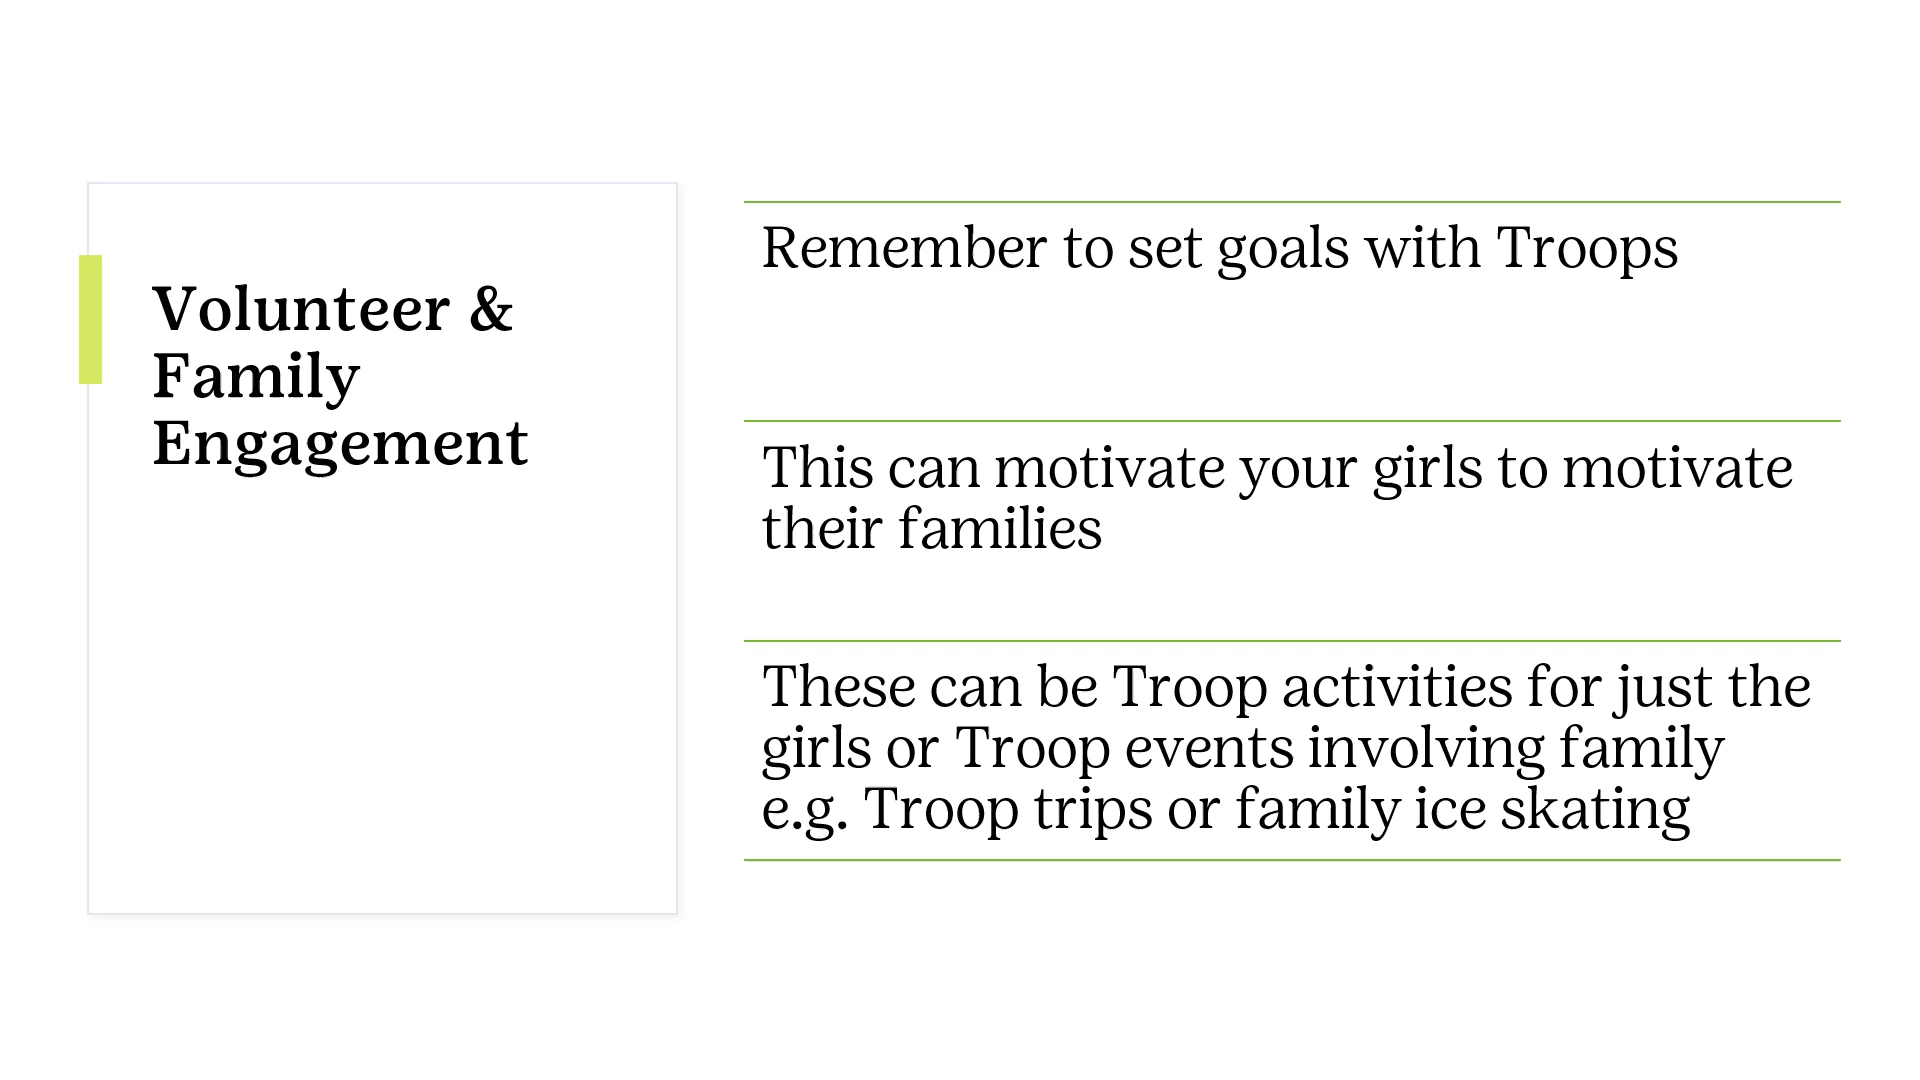 Volunteer &
Family
Engagement
Remember to set goals with Troops
This can motivate your girls to motivate
their families
These can be Troop activities for just the
girls or Troop events involving family
e.g. Troop trips or family ice skating